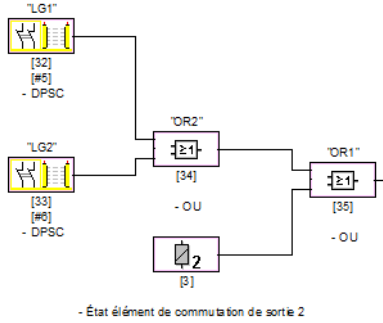 "LG1"
[32]
[#5]
- DPSC
"OR2"
≥1
[34]
- OU
"LG2"
[33]
[#6]
- DPSC
"OR1"
≥1
[35]
- OU
2
[3]
- État élément de commutation de sortie 2